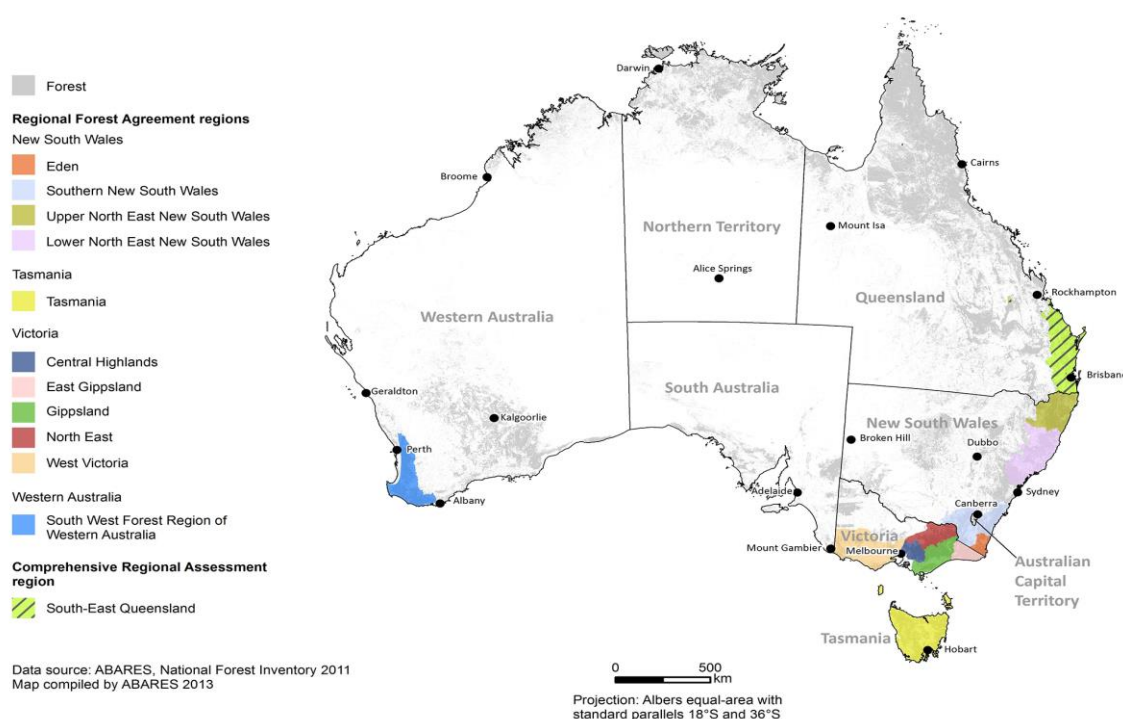 Forest
Regional Forest Agreement regions
New South Wales
Eden
Southern New South Wales
Upper North East New South Wales
Lower North East New South Wales
Tasmania
Tasmania
Victoria
Central Highlands
East Gippsland
Gippsland
North East
West Victoria
Western Australia
South West Forest Region of
Western Australia
Comprehensive Regional Assessment
region
South-East Queensland
Data source: ABARES, National Forest Inventory 2011
Map compiled by ABARES 2013
Darwin
Cairns
Broome
Northern Territory
Mount Isa
Alice Springs
Rockhampton
Queensland
Western Australia
South Australia
Brisbane
Geraldton
Kalgoorlie
New South Wales
Broken Hill
Dubbo
Perth
Adelaide
Sydney
Albany
Canberra
Victoria
Mount Gambier
Melbourne
Australian
Capital
Territory
Tasmania
Hobart
0 500
km
Projection: Albers equal-area with
standard parallels 18°S and 36°S